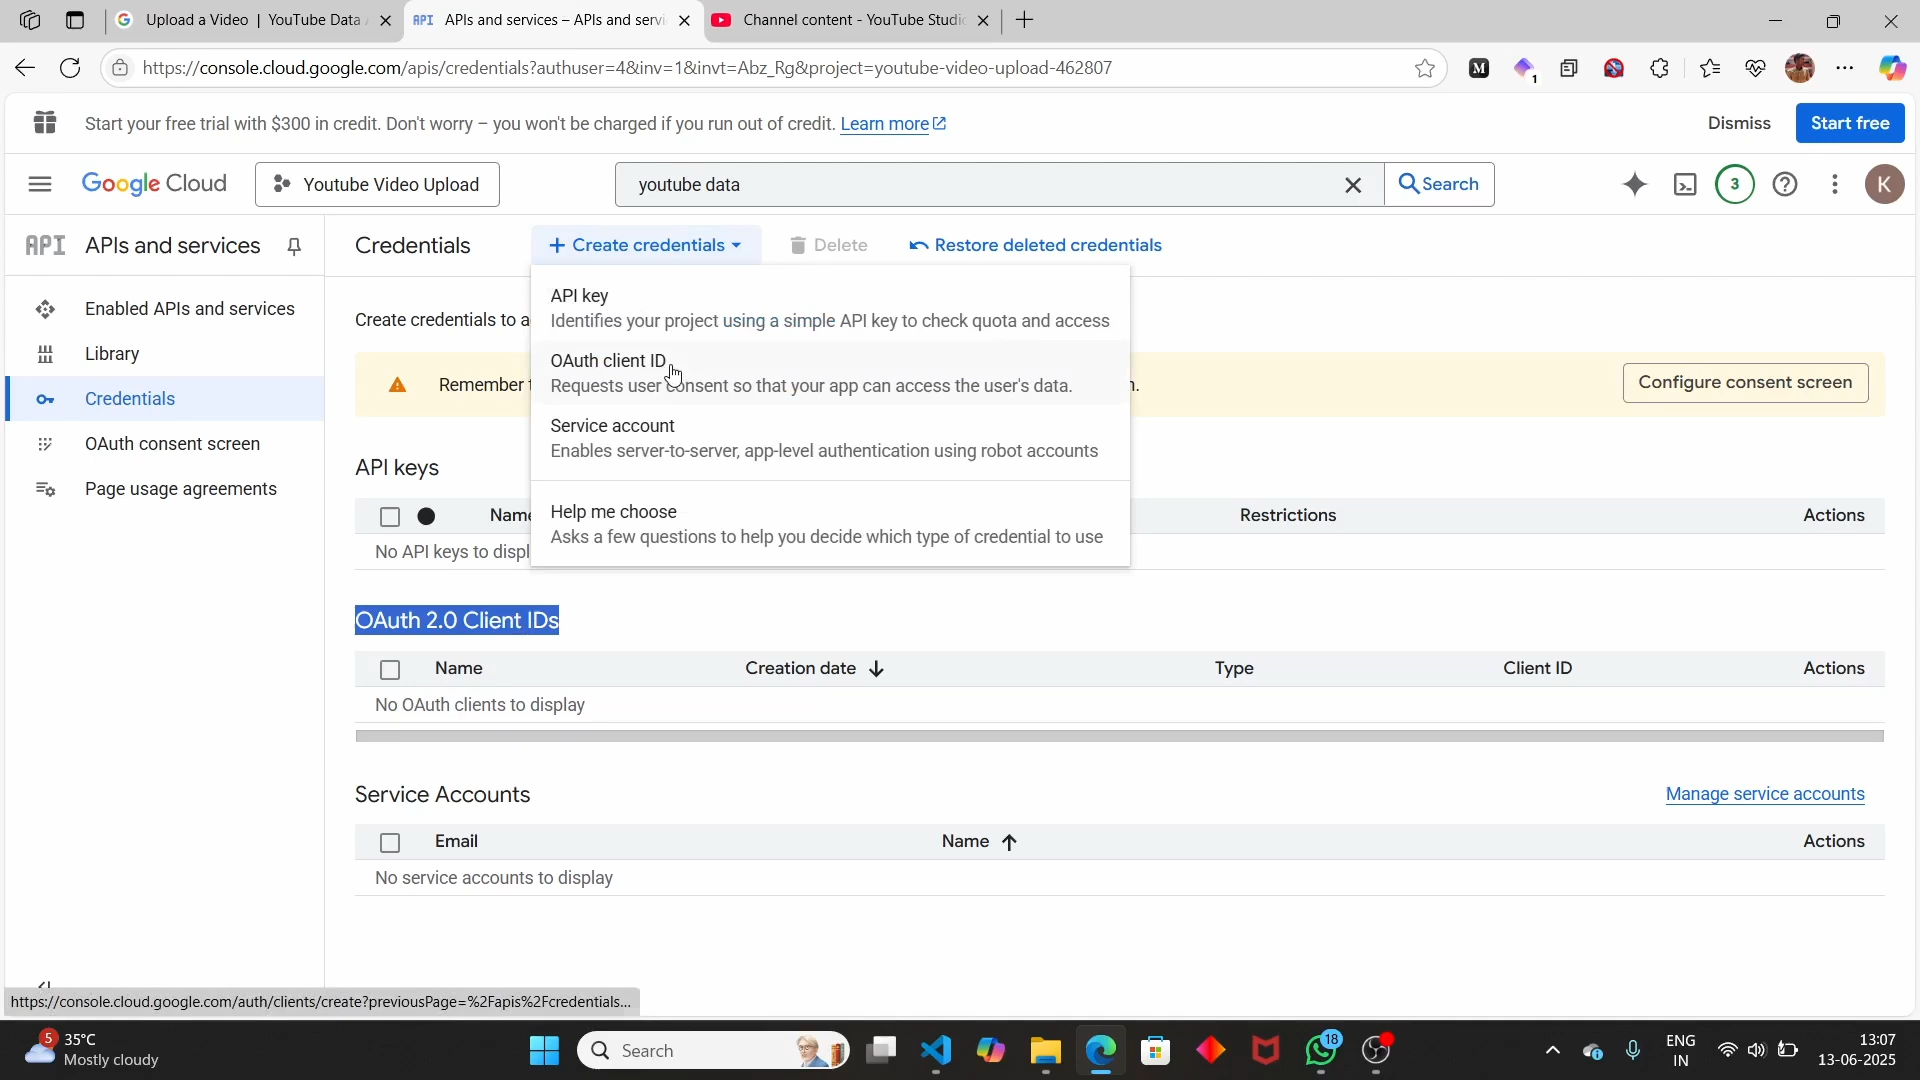 Upload a Video | YouTube Data
API APIs and services – APIs and servi
Channel content - YouTube Studio
https://console.cloud.google.com/apis/credentials?authuser=4&inv=1&invt=Abz_Rg&project=youtube-video-upload-462807
M
1
Start your free trial with $300 in credit. Don't worry – you won't be charged if you run out of credit. Learn more
Dismiss
Start free
Google Cloud
Youtube Video Upload
youtube data
Search
3
K
API APIs and services
Credentials
+ Create credentials
Delete
Restore deleted credentials
Enabled APIs and services
Library
Credentials
OAuth consent screen
Page usage agreements
API key
Identifies your project using a simple API key to check quota and access
OAuth client ID
Requests user consent so that your app can access the user's data.
Service account
Enables server-to-server, app-level authentication using robot accounts
Help me choose
Asks a few questions to help you decide which type of credential to use
Create credentials to a
Remember
n.
Configure consent screen
API keys
Name
Restrictions
Actions
No API keys to displ
OAuth 2.0 Client IDs
Name
Creation date
Type
Client ID
Actions
No OAuth clients to display
Service Accounts
Manage service accounts
Email
Name
Actions
No service accounts to display
https://console.cloud.google.com/auth/clients/create?previousPage=%2Fapis%2Fcredentials...
5
35°C
Mostly cloudy
Search
18
ENG
IN
13:07
13-06-2025